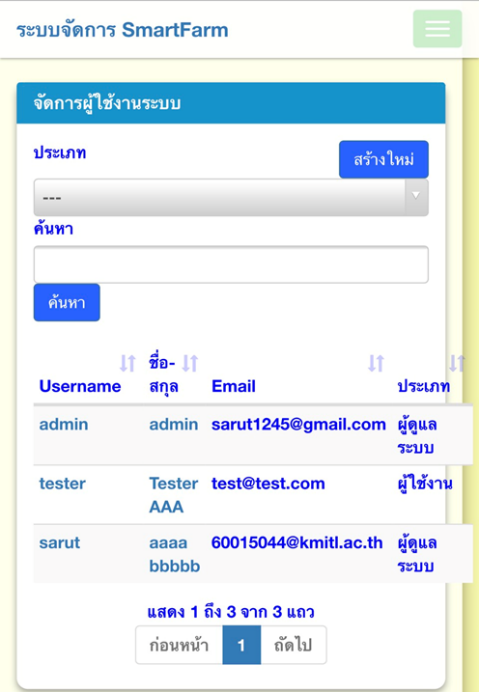 ระบบจัดการ SmartFarm
จัดการผู้ใช้งานระบบ
ประเภท
สร้างใหม่
---
ค้นหา
ค้นหา
Username ชื่อ-สกุล Email ประเภท
admin admin sarut1245@gmail.com ผู้ดูแลระบบ
tester Tester AAA test@test.com ผู้ใช้งาน
sarut aaaa bbbbb 60015044@kmitl.ac.th ผู้ดูแลระบบ
แสดง 1 ถึง 3 จาก 3 แถว
ก่อนหน้า 1 ถัดไป